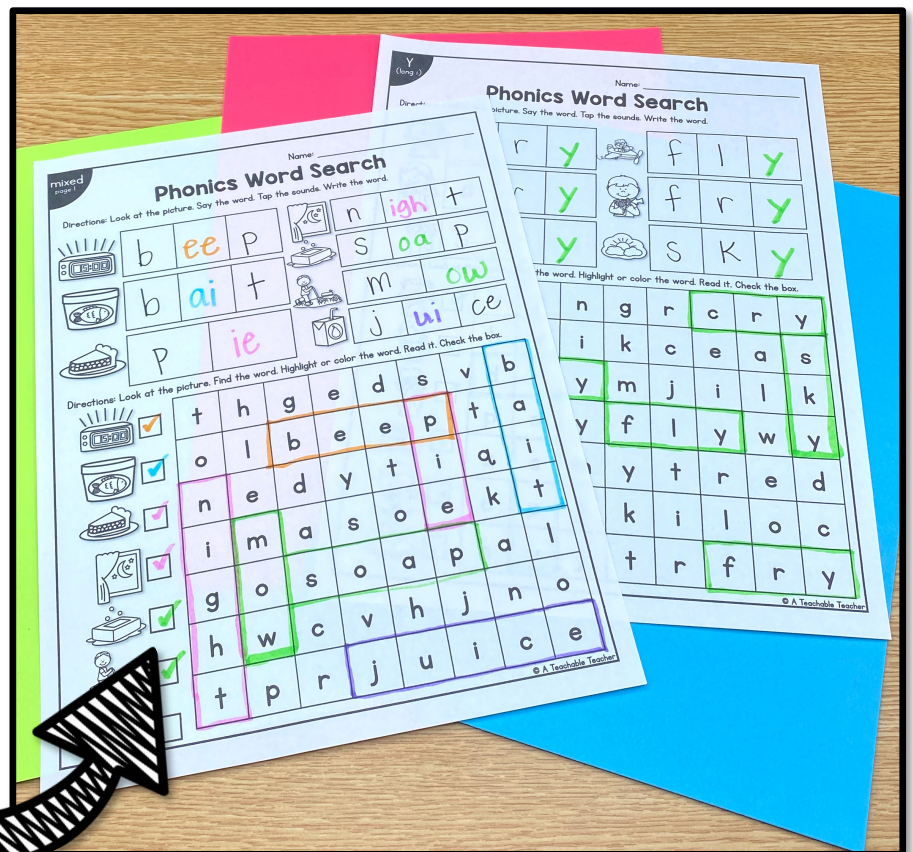 mixed
page 1
Name:
Phonics Word Search
Directions: Look at the picture. Say the word. Tap the sounds. Write the word.
b ee p
n igh t
b ai t
s oa p
p ie
m ow
j ui ce
Directions: Look at the picture. Find the word. Highlight or color the word. Read it. Check the box.
t h g e d s v b
o l b e e p t a
n e d y t i q i
i m a s o e k t
g o s o a p a l
h w c v h j n o
t p r j u i c e
© A Teachable Teacher
Y
(long i)
Name:
Phonics Word Search
picture. Say the word. Tap the sounds. Write the word.
r y
f l y
r y
f r y
y
s k y
the word. Highlight or color the word. Read it. Check the box.
n g r c r y
i k c e a s
y m j i l k
y f l y w y
y t r e d
k i l o c
t r f r y
© A Teachable Teacher